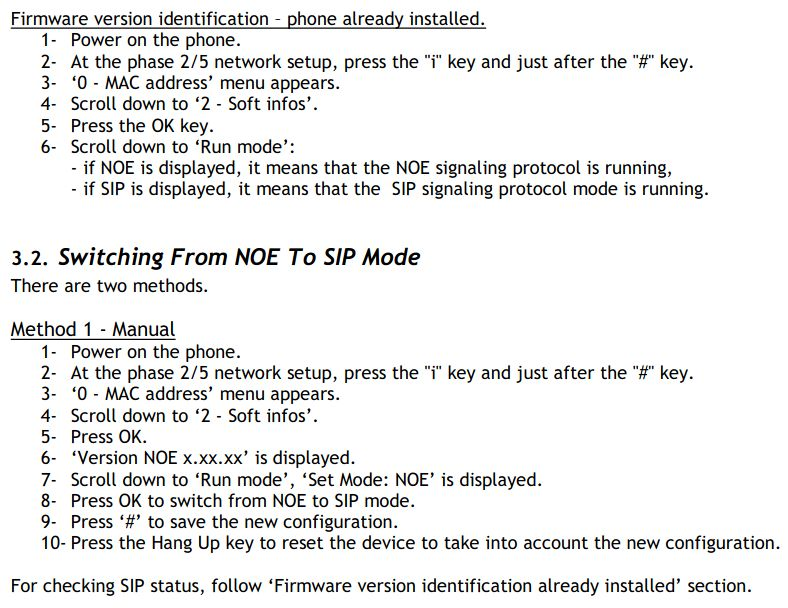 Firmware version identification – phone already installed.
1- Power on the phone.
2- At the phase 2/5 network setup, press the "i" key and just after the "#" key.
3- ‘0 - MAC address’ menu appears.
4- Scroll down to ‘2 - Soft infos’.
5- Press the OK key.
6- Scroll down to ‘Run mode’:
- if NOE is displayed, it means that the NOE signaling protocol is running,
- if SIP is displayed, it means that the SIP signaling protocol mode is running.
3.2. Switching From NOE To SIP Mode
There are two methods.
Method 1 - Manual
1- Power on the phone.
2- At the phase 2/5 network setup, press the "i" key and just after the "#" key.
3- ‘0 - MAC address’ menu appears.
4- Scroll down to ‘2 - Soft infos’.
5- Press OK.
6- ‘Version NOE x.xx.xx’ is displayed.
7- Scroll down to ‘Run mode’, ‘Set Mode: NOE’ is displayed.
8- Press OK to switch from NOE to SIP mode.
9- Press ‘#’ to save the new configuration.
10- Press the Hang Up key to reset the device to take into account the new configuration.
For checking SIP status, follow ‘Firmware version identification already installed’ section.